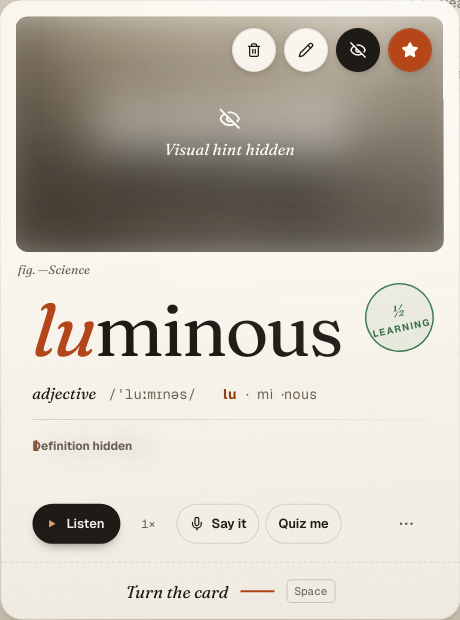 Visual hint hidden
fig. —Science
luminous
½
LEARNING
adjective /ˈluːmɪnəs/ lu · mi ·nous
Definition hidden
Listen 1× Say it Quiz me ...
Turn the card Space